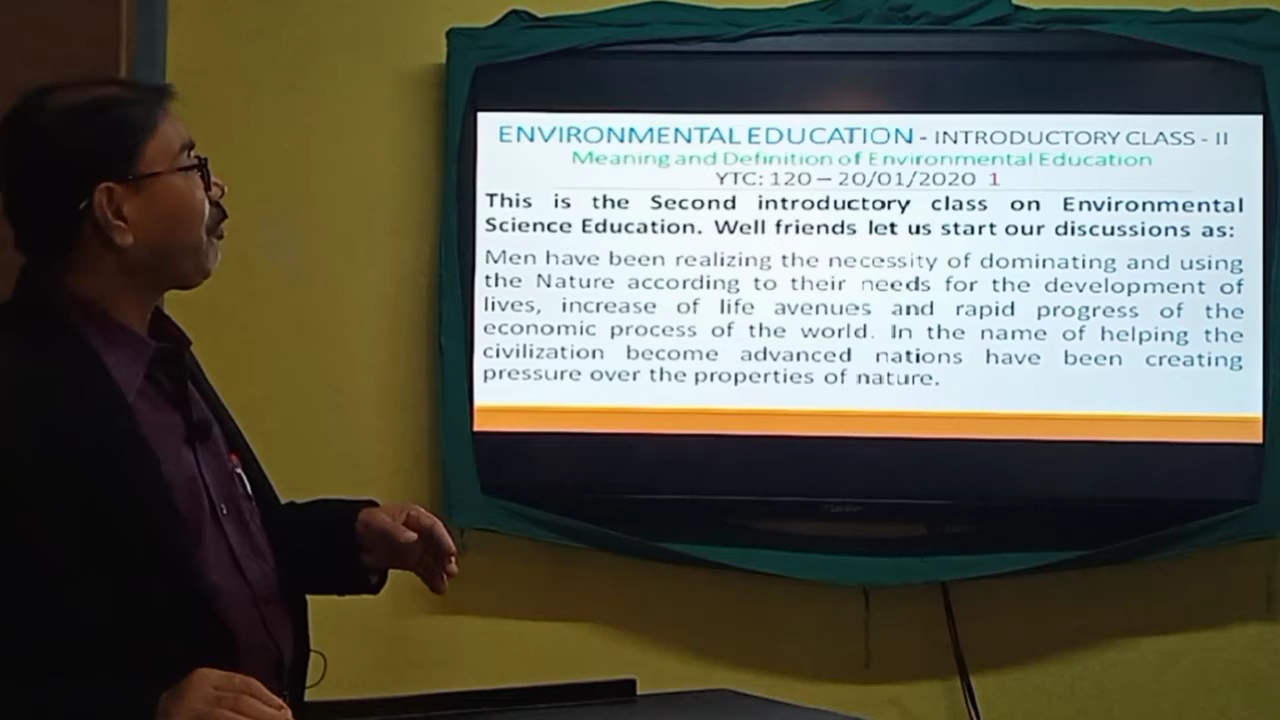 ENVIRONMENTAL EDUCATION - INTRODUCTORY CLASS - II
Meaning and Definition of Environmental Education
YTC: 120 – 20/01/2020 1
This is the Second introductory class on Environmental
Science Education. Well friends let us start our discussions as:
Men have been realizing the necessity of dominating and using
the Nature according to their needs for the development of
lives, increase of life avenues and rapid progress of the
economic process of the world. In the name of helping the
civilization become advanced nations have been creating
pressure over the properties of nature.